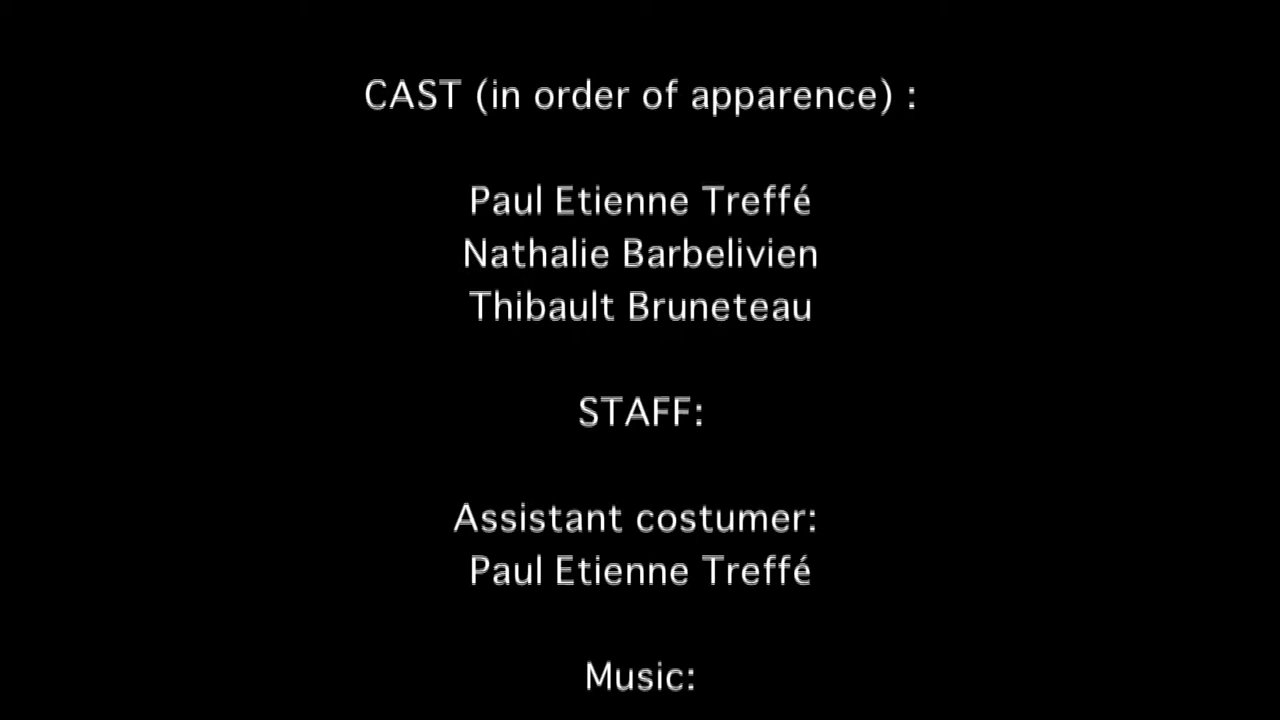 CAST (in order of apparence) :
Paul Etienne Treffé
Nathalie Barbelivien
Thibault Bruneteau
STAFF:
Assistant costumer:
Paul Etienne Treffé
Music: